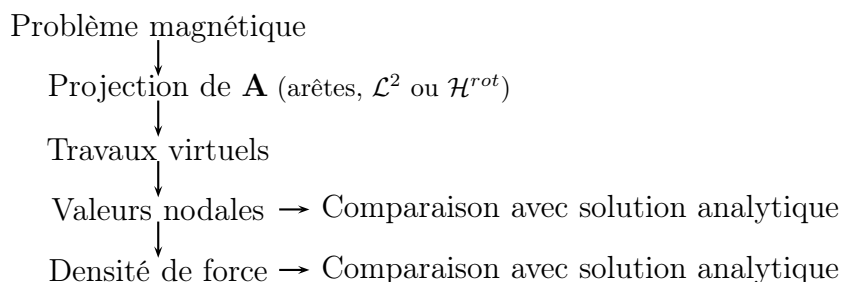 Problème magnétique
Projection de A (arêtes, ℒ² ou ℋʳᵒᵗ)
Travaux virtuels
Valeurs nodales → Comparaison avec solution analytique
Densité de force → Comparaison avec solution analytique